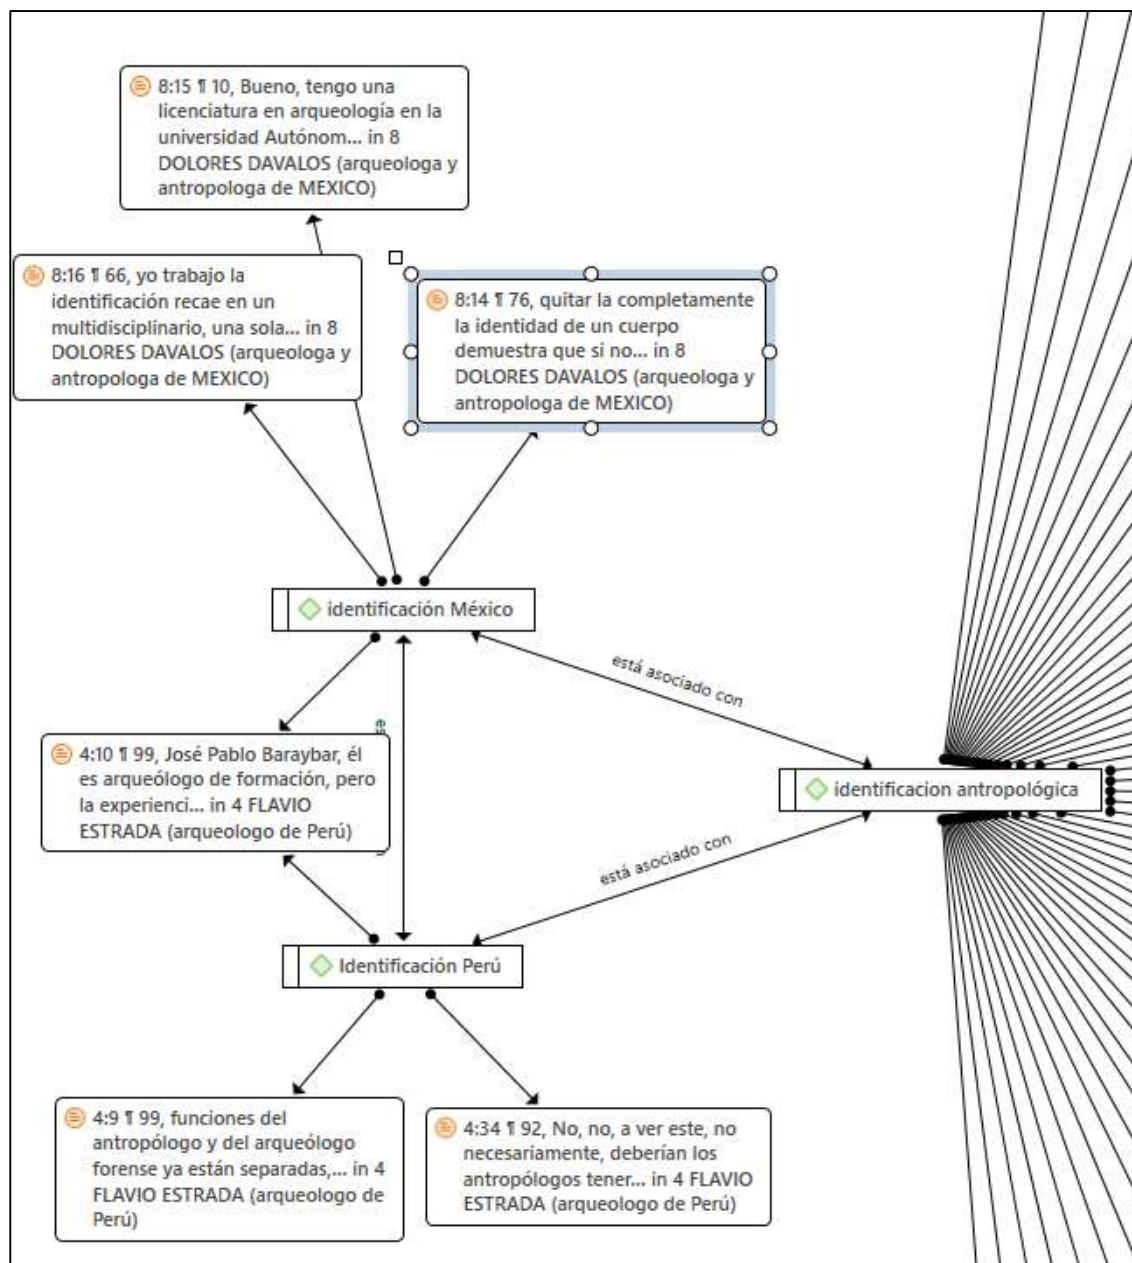 8:15 ¶ 10, Bueno, tengo una
licenciatura en arqueología en la
universidad Autónom... in 8
DOLORES DAVALOS (arqueologa y
antropologa de MEXICO)
8:16 ¶ 66, yo trabajo la
identificación recae en un
multidisciplinario, una sola... in 8
DOLORES DAVALOS (arqueologa y
antropologa de MEXICO)
8:14 ¶ 76, quitar la completamente
la identidad de un cuerpo
demuestra que si no... in 8
DOLORES DAVALOS (arqueologa y
antropologa de MEXICO)
identificación México
está asociado con
4:10 ¶ 99, José Pablo Baraybar, él
es arqueólogo de formación, pero
la experienci... in 4 FLAVIO
ESTRADA (arqueologo de Perú)
identificacion antropológica
está asociado con
Identificación Perú
4:9 ¶ 99, funciones del
antropólogo y del arqueólogo
forense ya están separadas,... in 4
FLAVIO ESTRADA (arqueologo de
Perú)
4:34 ¶ 92, No, no, a ver este, no
necesariamente, deberían los
antropólogos tener... in 4 FLAVIO
ESTRADA (arqueologo de Perú)